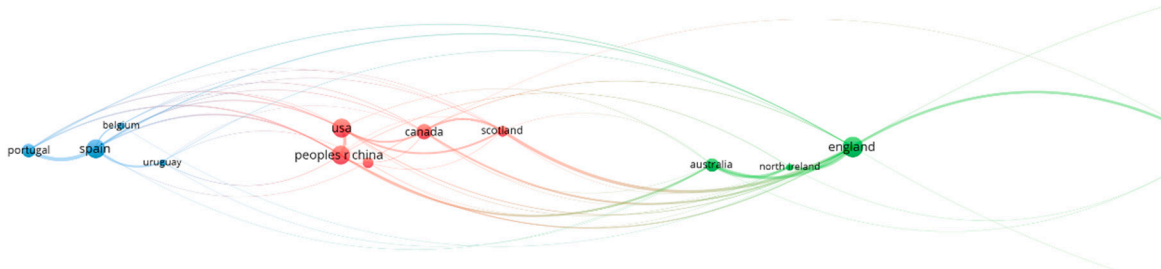 portugal
spain
belgium
uruguay
usa
peoples r china
canada
scotland
australia
north ireland
england